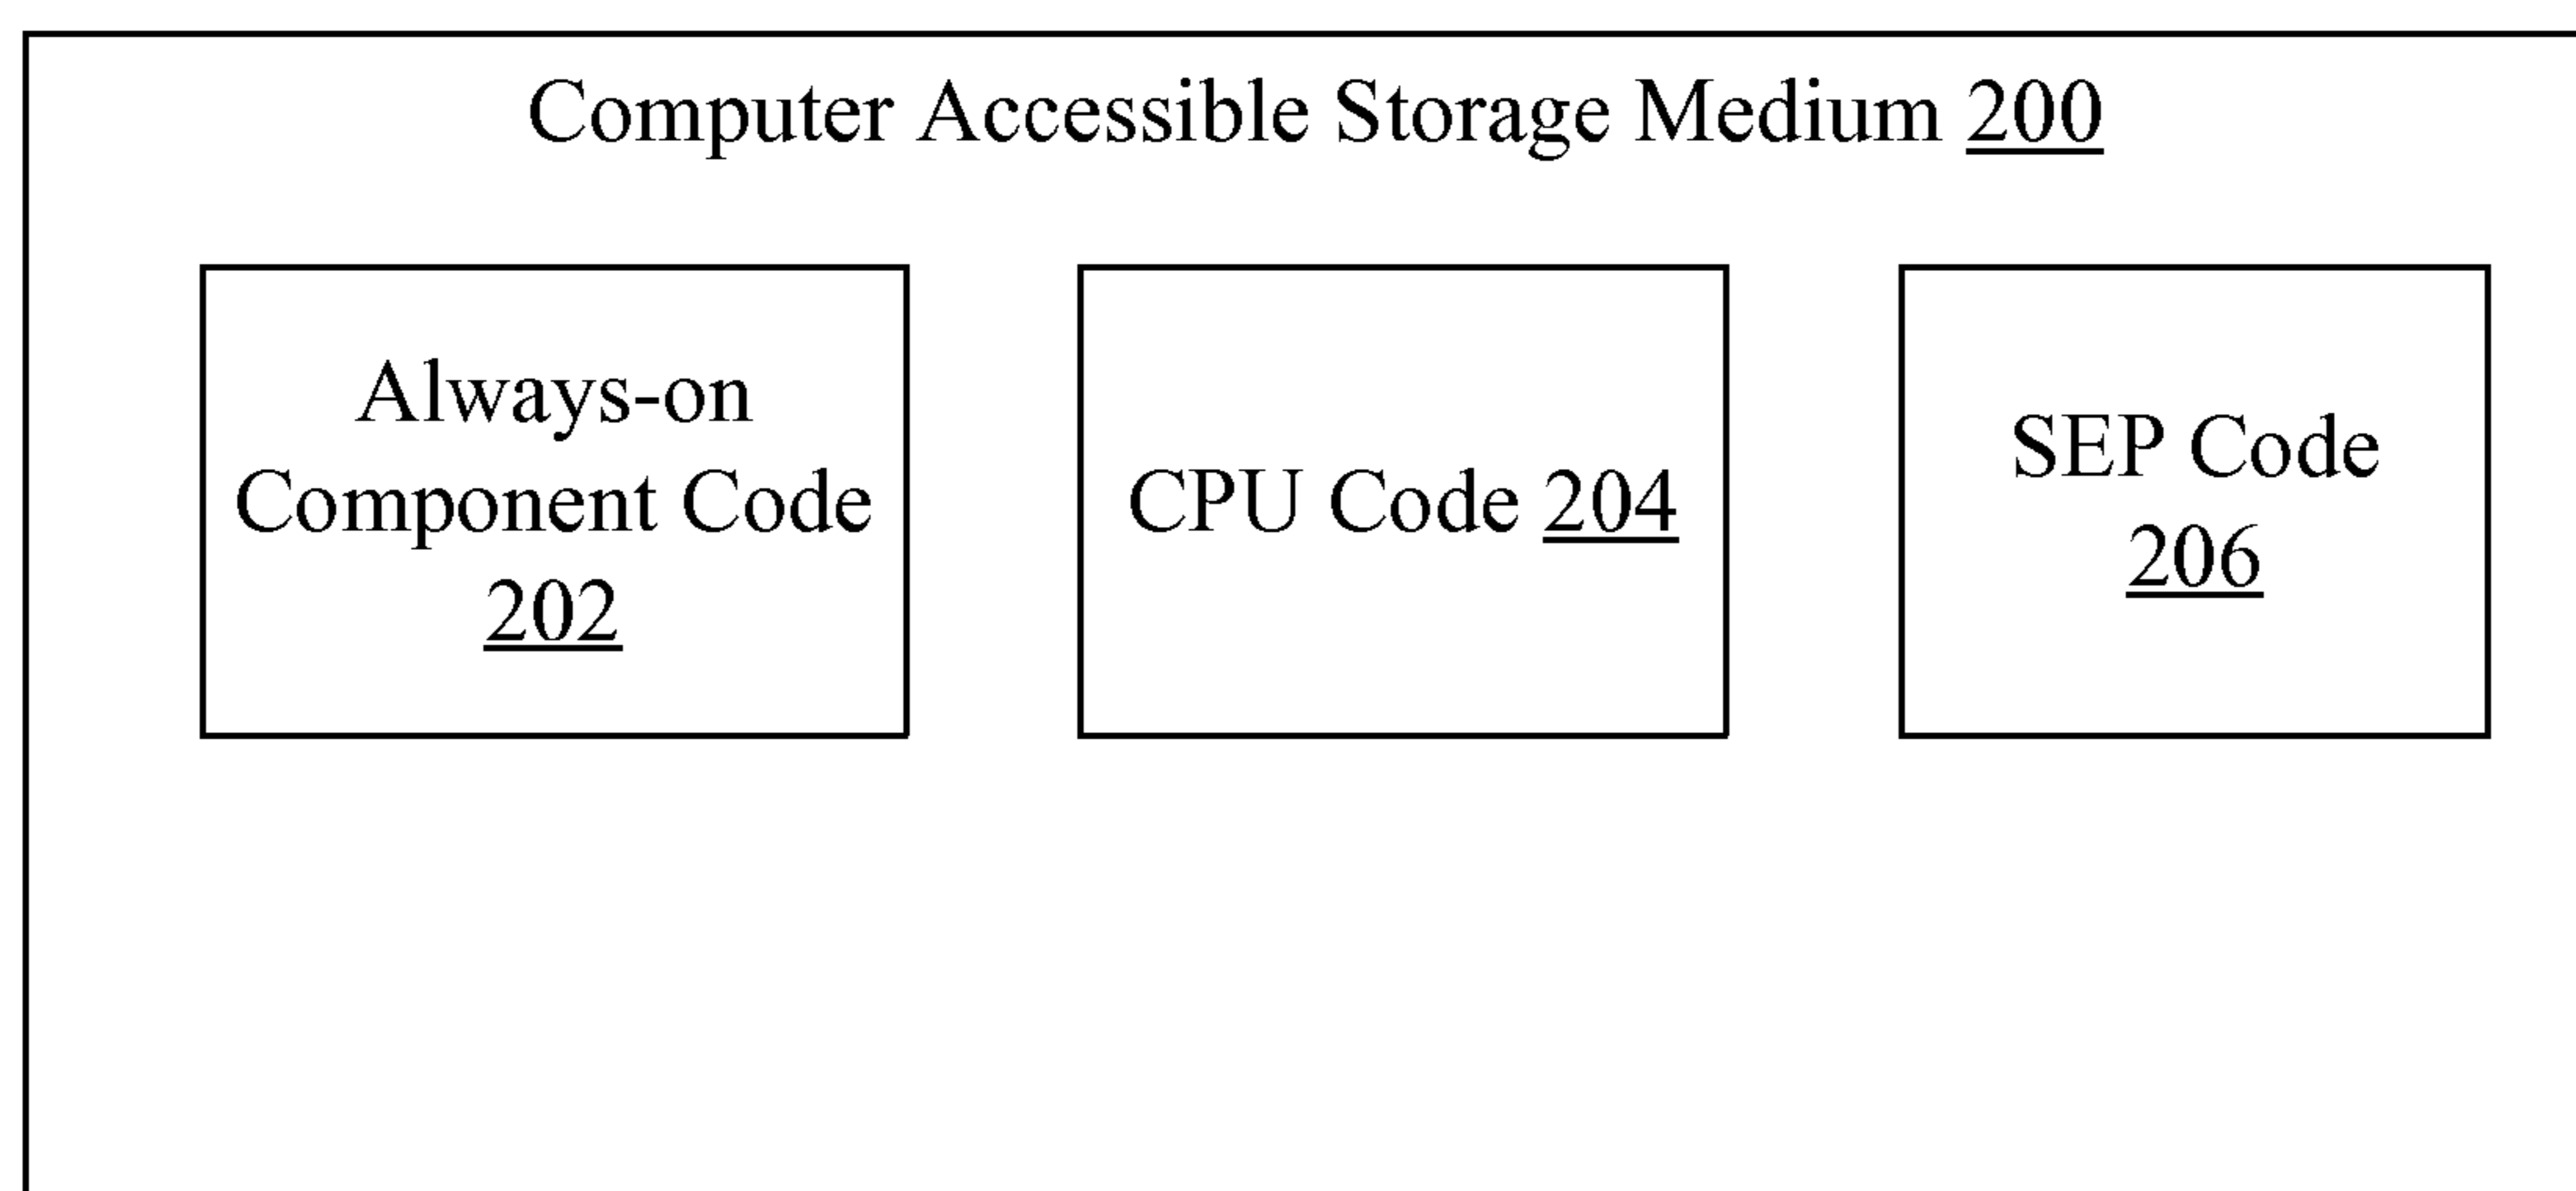 Computer Accessible Storage Medium 200
Always-on
Component Code
202
CPU Code 204
SEP Code
206